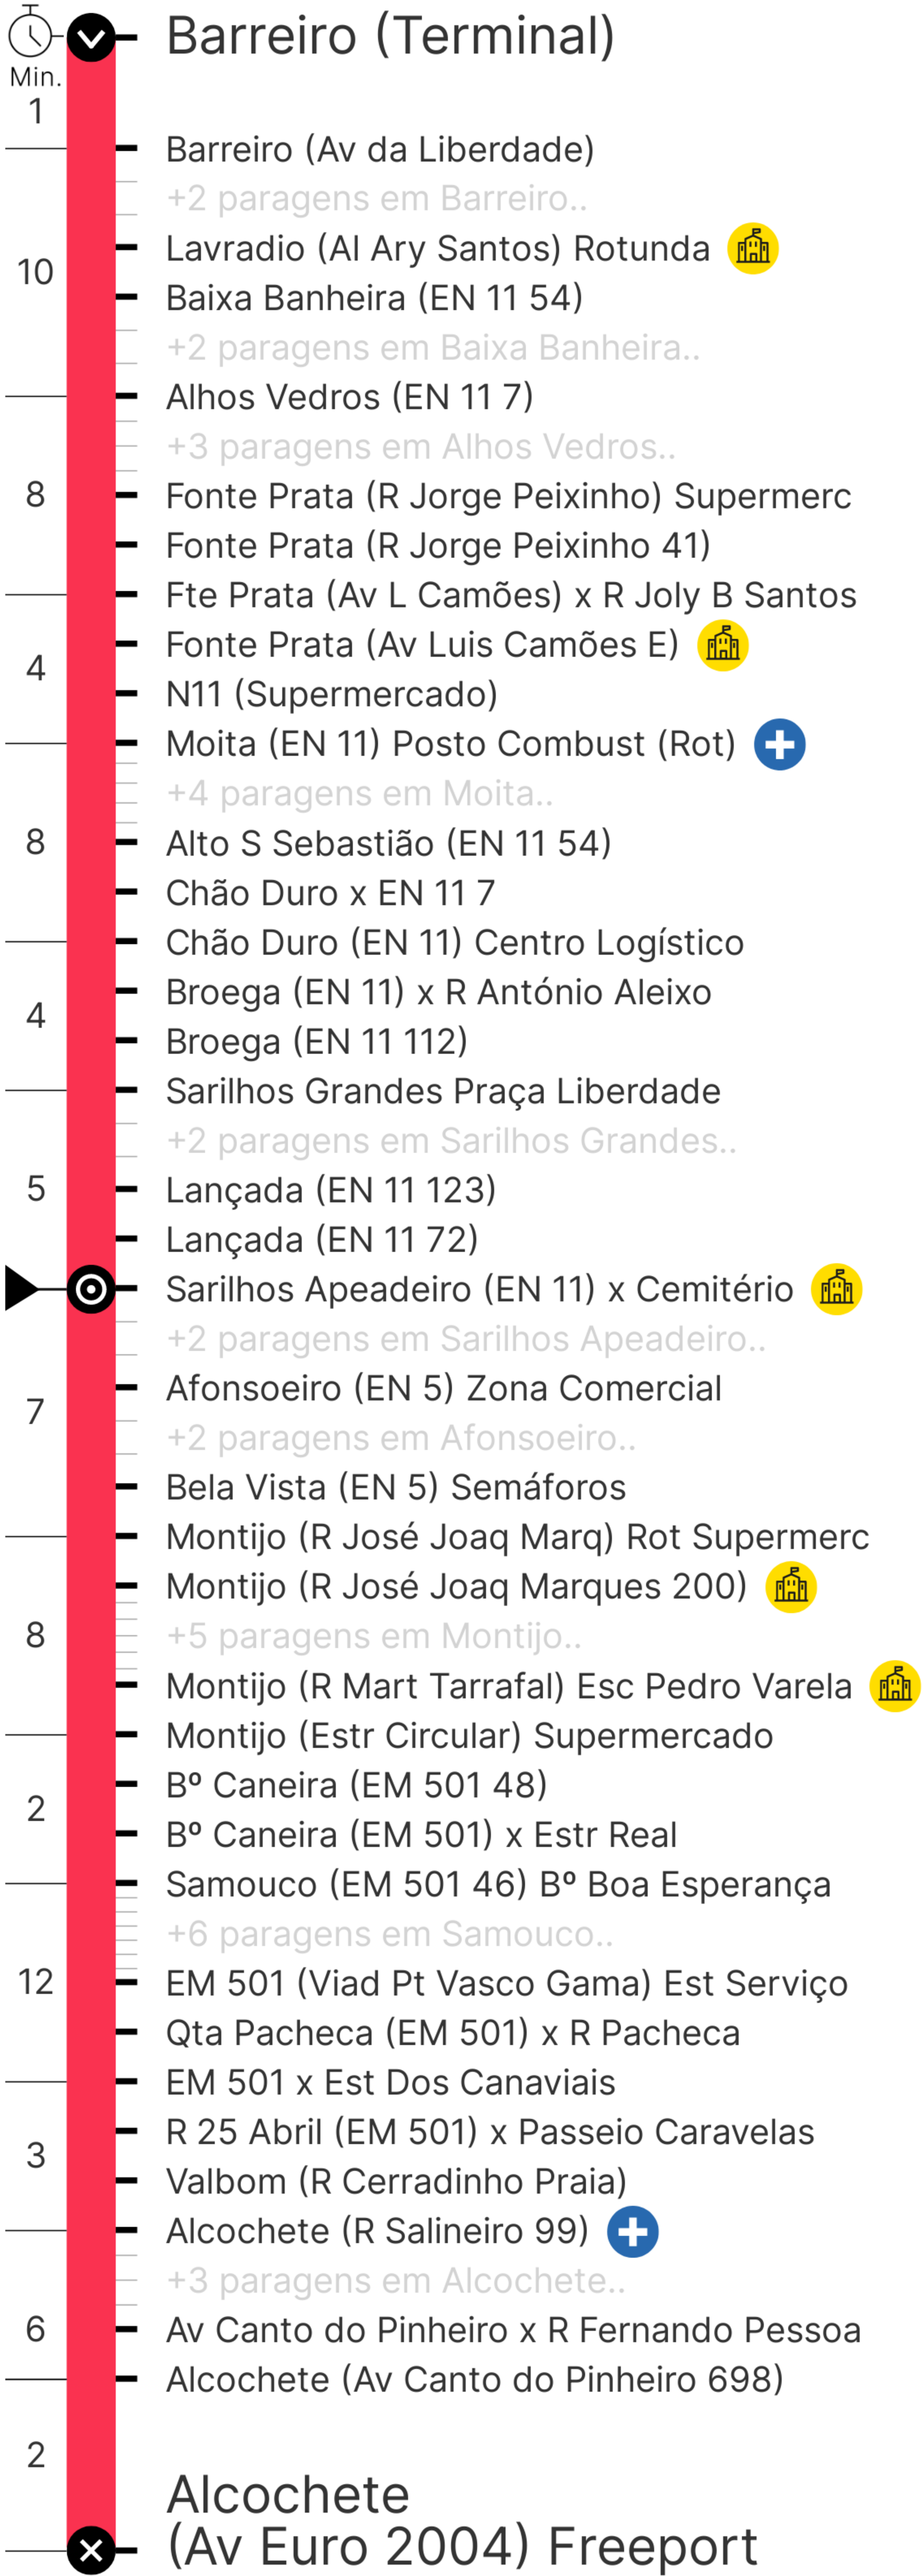 Barreiro (Terminal)
Min.
1
Barreiro (Av da Liberdade)
+2 paragens em Barreiro..
Lavradio (Al Ary Santos) Rotunda
10
Baixa Banheira (EN 11 54)
+2 paragens em Baixa Banheira..
Alhos Vedros (EN 11 7)
+3 paragens em Alhos Vedros..
8
Fonte Prata (R Jorge Peixinho) Supermerc
Fonte Prata (R Jorge Peixinho 41)
Fte Prata (Av L Camões) x R Joly B Santos
Fonte Prata (Av Luis Camões E)
4
N11 (Supermercado)
Moita (EN 11) Posto Combust (Rot)
+4 paragens em Moita..
8
Alto S Sebastião (EN 11 54)
Chão Duro x EN 11 7
Chão Duro (EN 11) Centro Logístico
Broega (EN 11) x R António Aleixo
4
Broega (EN 11 112)
Sarilhos Grandes Praça Liberdade
+2 paragens em Sarilhos Grandes..
5
Lançada (EN 11 123)
Lançada (EN 11 72)
Sarilhos Apeadeiro (EN 11) x Cemitério
+2 paragens em Sarilhos Apeadeiro..
Afonsoeiro (EN 5) Zona Comercial
7
+2 paragens em Afonsoeiro..
Bela Vista (EN 5) Semáforos
Montijo (R José Joaq Marq) Rot Supermerc
Montijo (R José Joaq Marques 200)
8
+5 paragens em Montijo..
Montijo (R Mart Tarrafal) Esc Pedro Varela
Montijo (Estr Circular) Supermercado
Bº Caneira (EM 501 48)
2
Bº Caneira (EM 501) x Estr Real
Samouco (EM 501 46) Bº Boa Esperança
+6 paragens em Samouco..
12
EM 501 (Viad Pt Vasco Gama) Est Serviço
Qta Pacheca (EM 501) x R Pacheca
EM 501 x Est Dos Canaviais
R 25 Abril (EM 501) x Passeio Caravelas
3
Valbom (R Cerradinho Praia)
Alcochete (R Salineiro 99)
+3 paragens em Alcochete..
6
Av Canto do Pinheiro x R Fernando Pessoa
Alcochete (Av Canto do Pinheiro 698)
2
Alcochete
(Av Euro 2004) Freeport